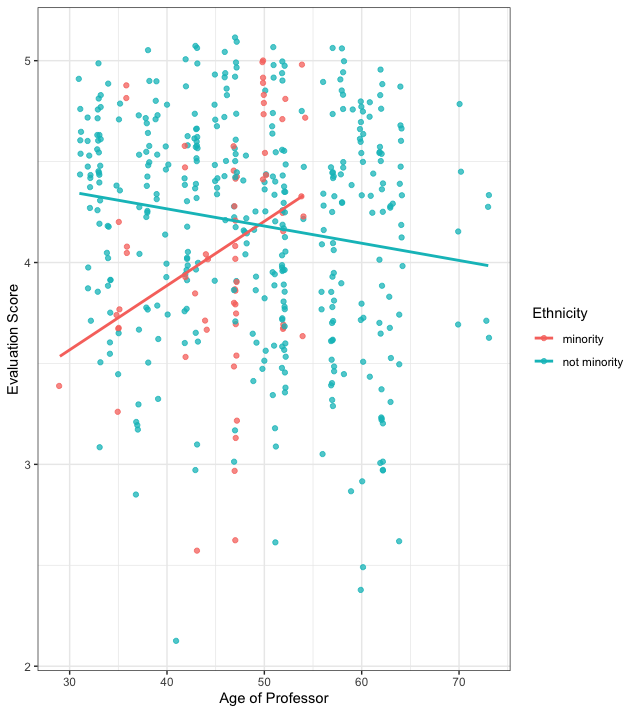 5
4
3
2
Evaluation Score
30 40 50 60 70
Age of Professor
Ethnicity
minority
not minority